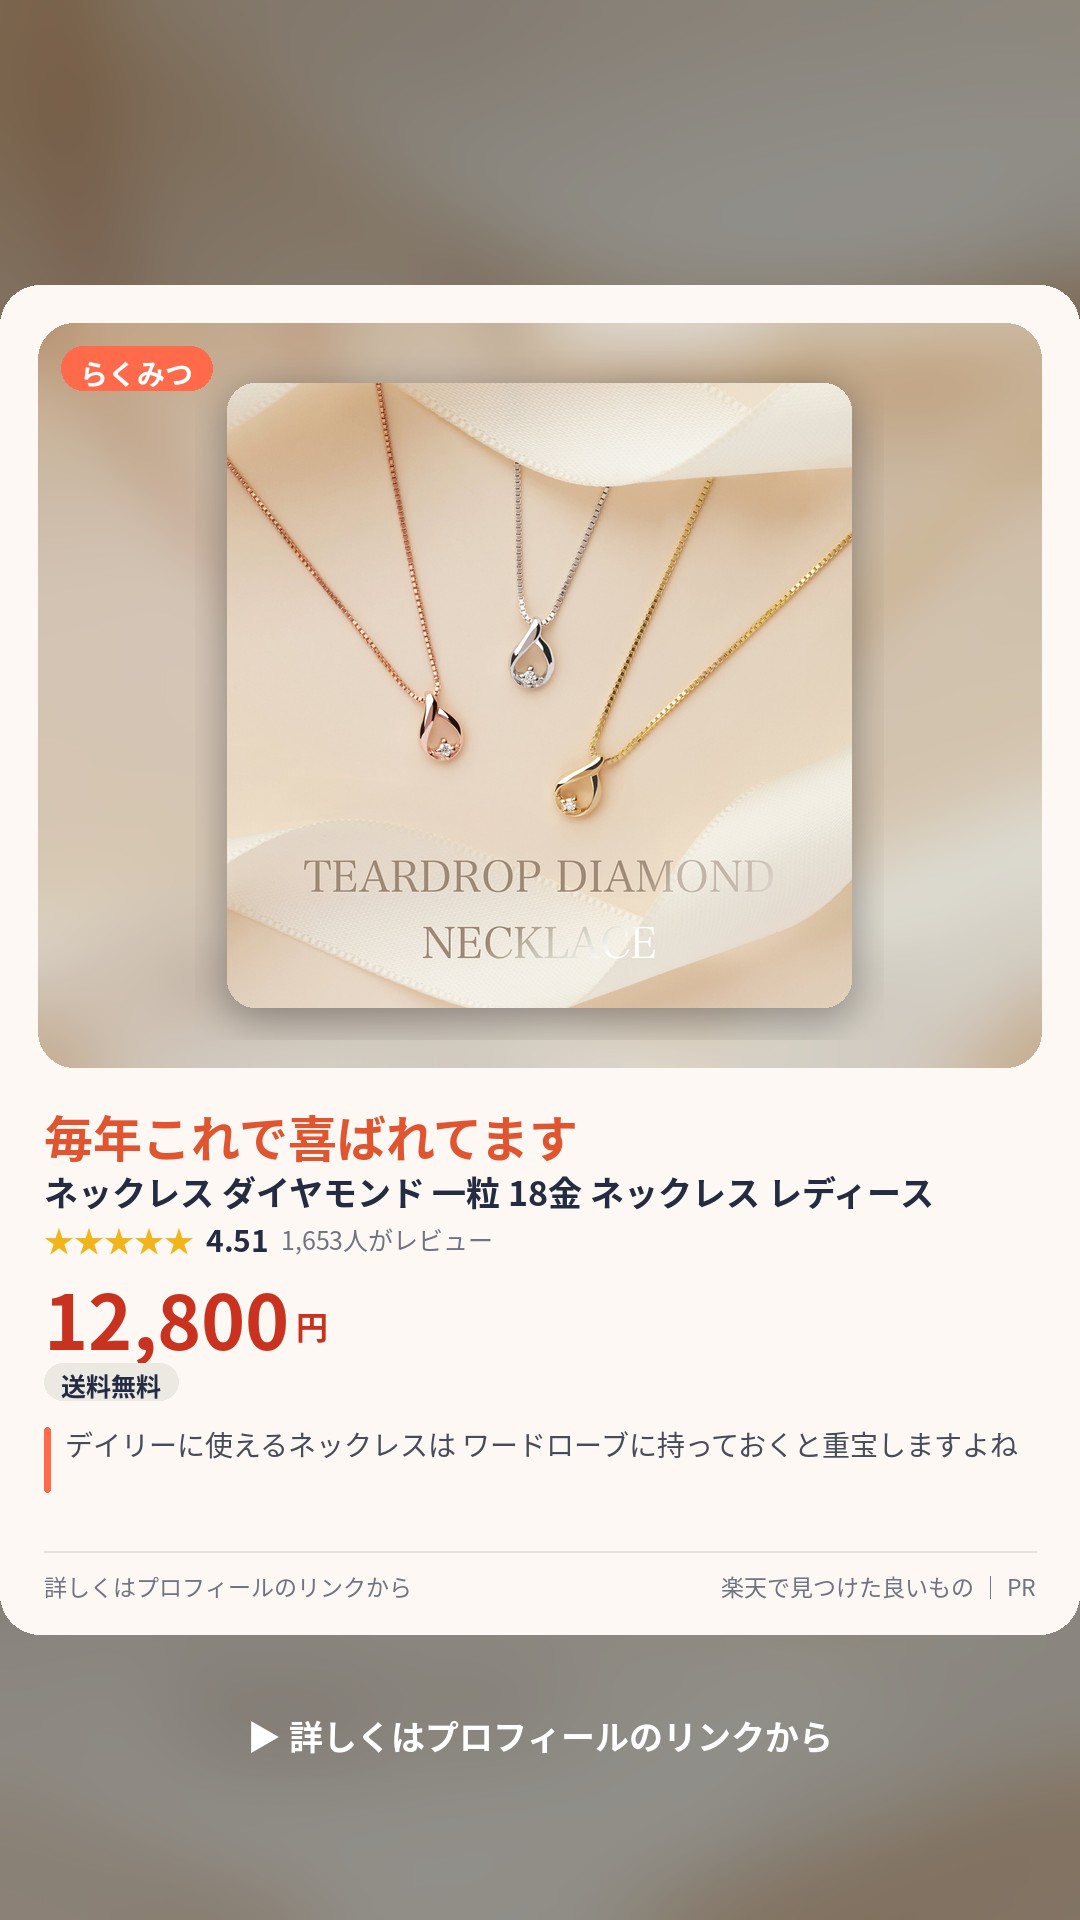 らくみつ
TEARDROP DIAMOND
NECKLACE
毎年これで喜ばれてます
ネックレス ダイヤモンド 一粒 18金 ネックレス レディース
★★★★★ 4.51 1,653人がレビュー
12,800円
送料無料
デイリーに使えるネックレスは ワードローブに持っておくと重宝しますよね
詳しくはプロフィールのリンクから
楽天で見つけた良いもの｜PR
▶ 詳しくはプロフィールのリンクから